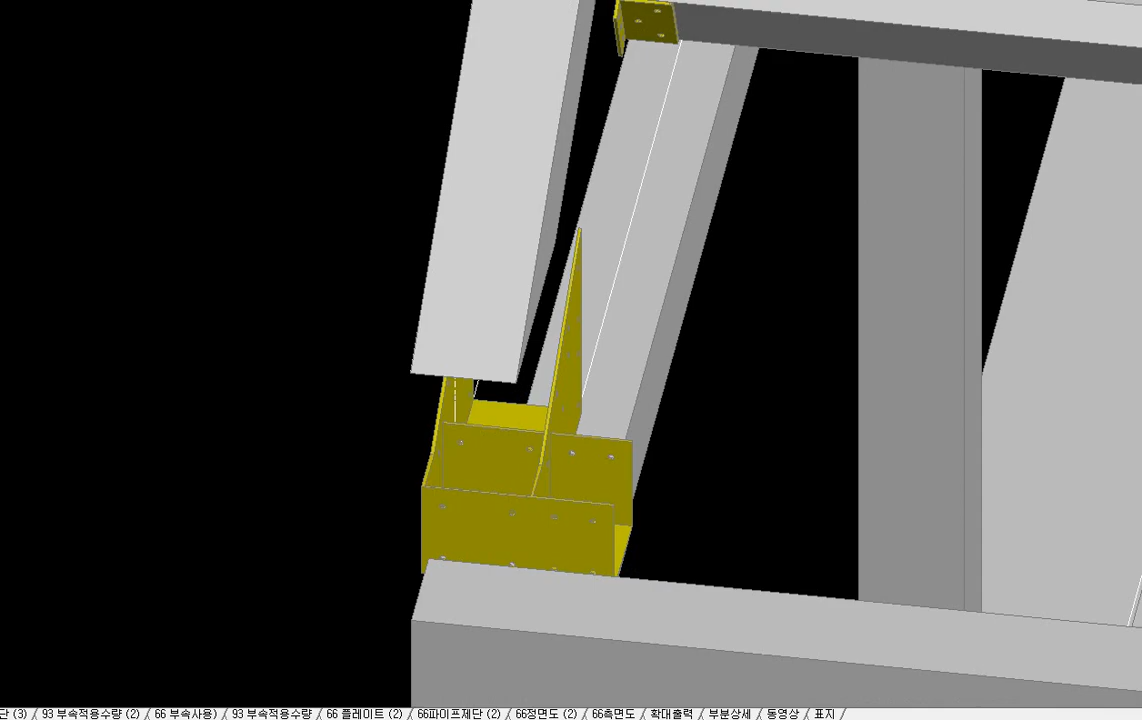 단 (3) / 93 부속적용수량 (2) / 66 부속사용) / 93 부속적용수량 / 66 플레이트 (2) / 66파이프제단 (2) / 66정면도 (2) / 66측면도 / 확대출력 / 부분상세 / 동영상 / 표지 /